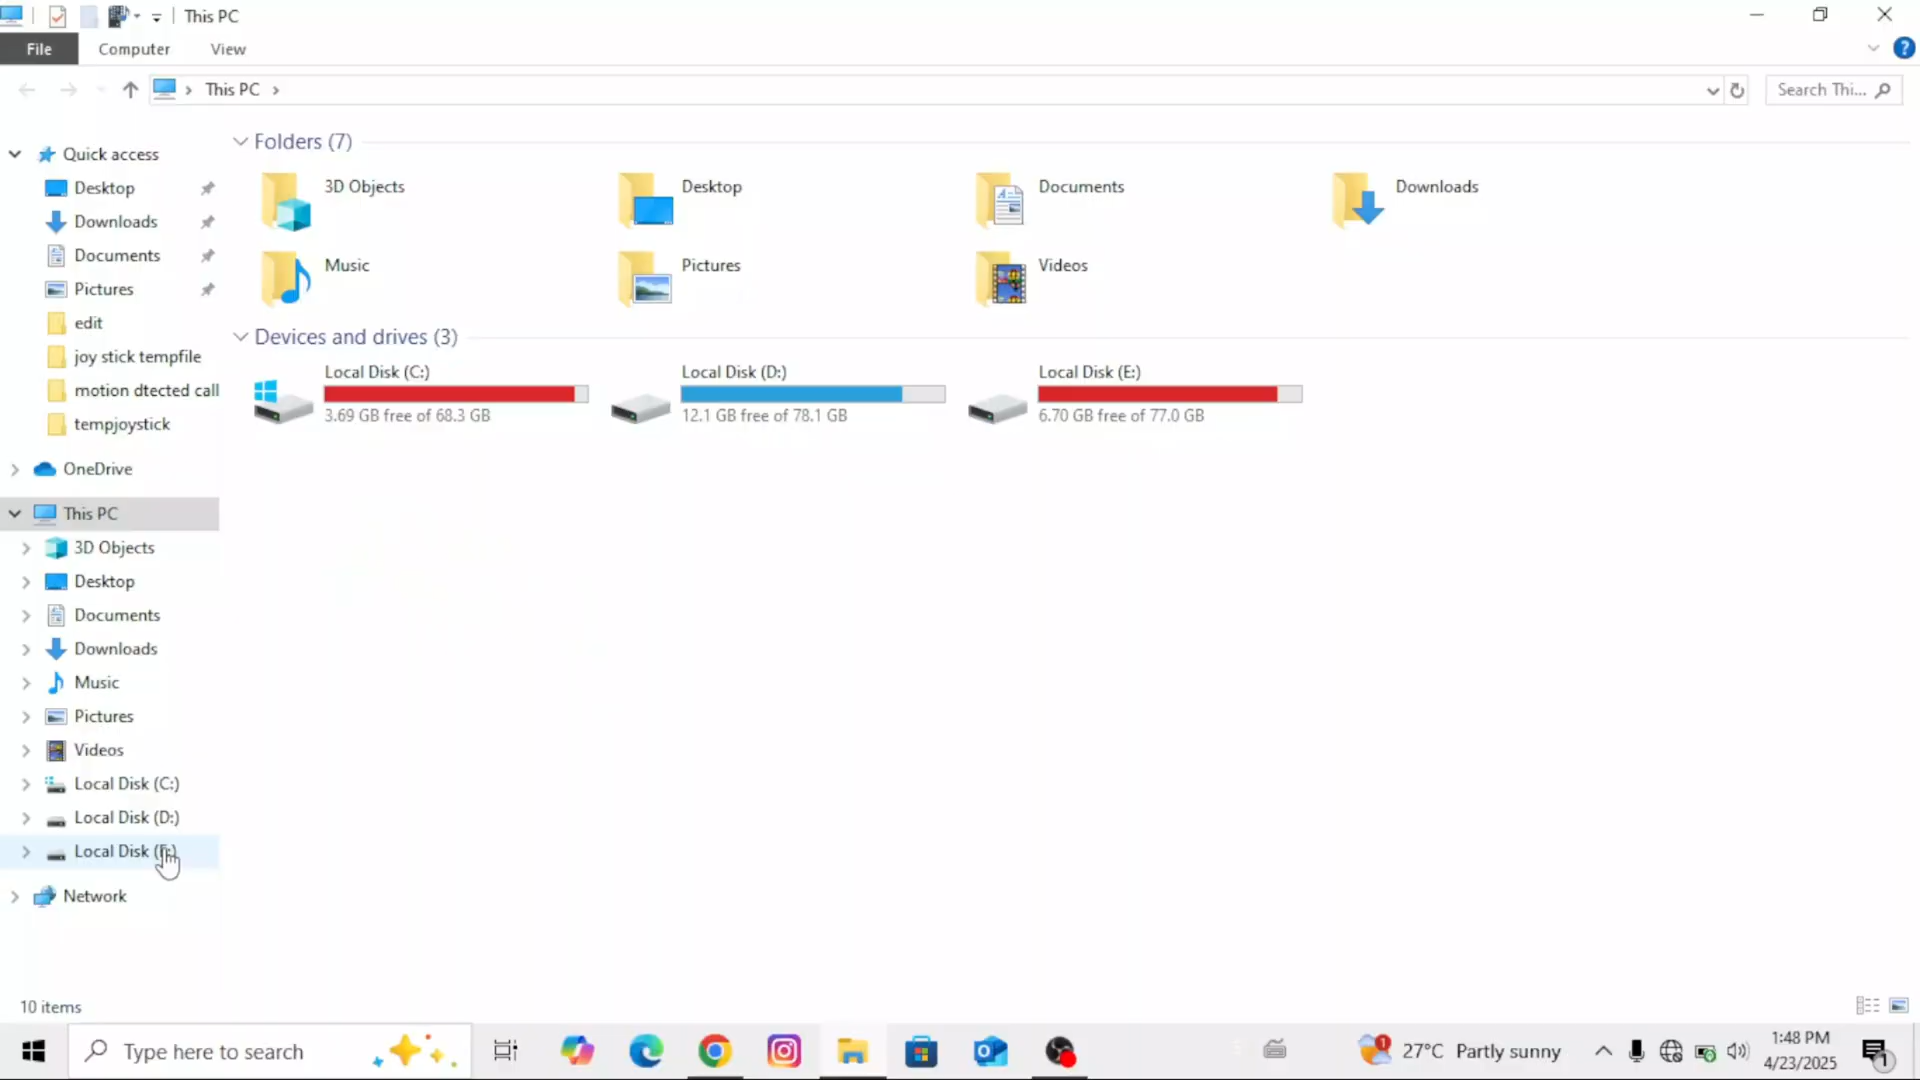 This PC
File Computer View
This PC
Search Thi...
Quick access
Desktop
Downloads
Documents
Pictures
edit
joy stick tempfile
motion dtected call
tempjoystick
OneDrive
This PC
3D Objects
Desktop
Documents
Downloads
Music
Pictures
Videos
Local Disk (C:)
Local Disk (D:)
Local Disk
Network
Folders (7)
3D Objects Desktop Documents Downloads
Music Pictures Videos
Devices and drives (3)
Local Disk (C:) Local Disk (D:) Local Disk (E:)
3.69 GB free of 68.3 GB 12.1 GB free of 78.1 GB 6.70 GB free of 77.0 GB
10 items
Type here to search
1
27°C Partly sunny
1:48 PM
4/23/2025
1